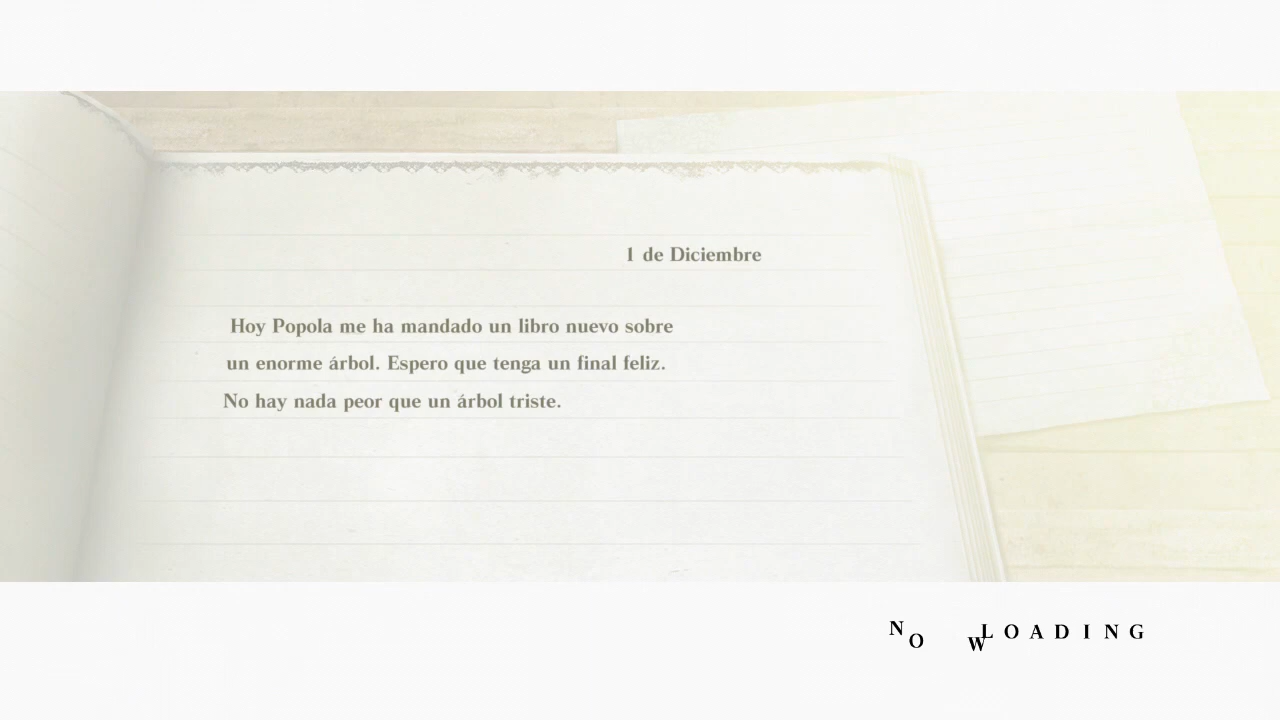 1 de Diciembre
Hoy Popola me ha mandado un libro nuevo sobre
un enorme árbol. Espero que tenga un final feliz.
No hay nada peor que un árbol triste.
NOW LOADING